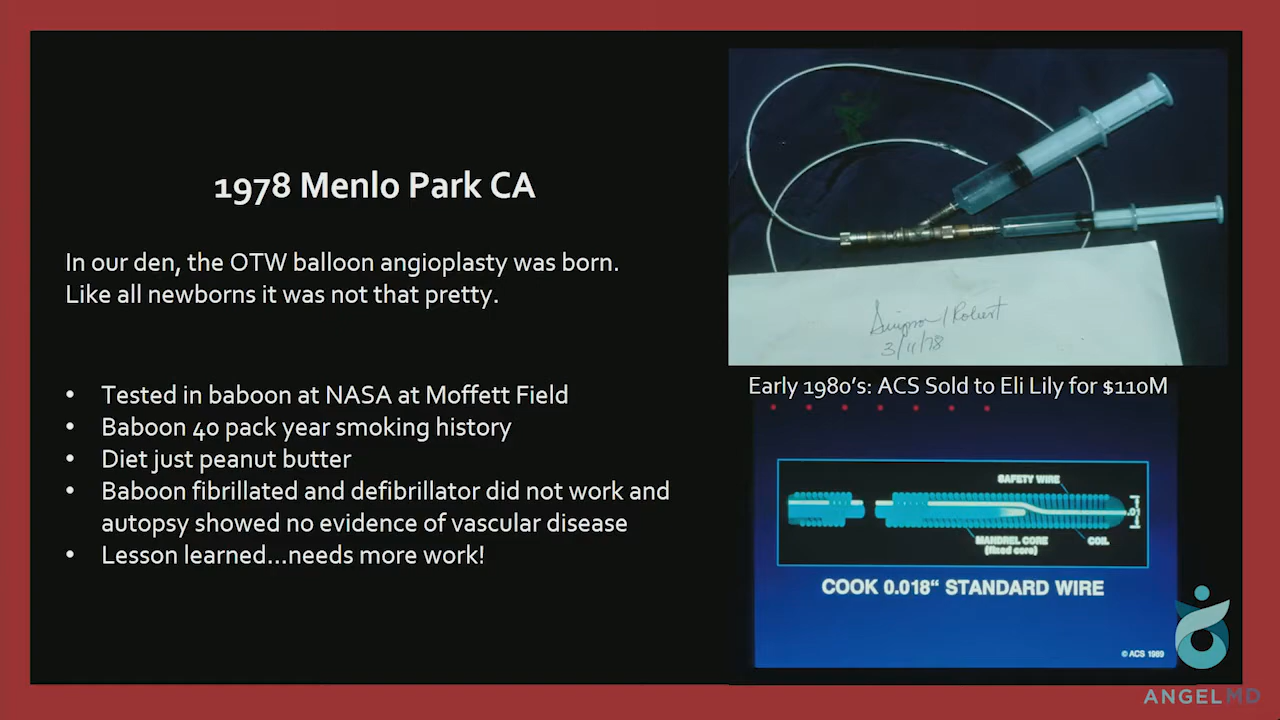 1978 Menlo Park CA
In our den, the OTW balloon angioplasty was born.
Like all newborns it was not that pretty.
• Tested in baboon at NASA at Moffett Field
• Baboon 40 pack year smoking history
• Diet just peanut butter
• Baboon fibrillated and defibrillator did not work and
autopsy showed no evidence of vascular disease
• Lesson learned...needs more work!
Simpson/Robert
3/11/78
Early 1980's: ACS Sold to Eli Lily for $110M
SAFETY WIRE
MANDREL CORE
(fixed core)
COIL
COOK 0.018" STANDARD WIRE
© ACS 1989
ANGELMD